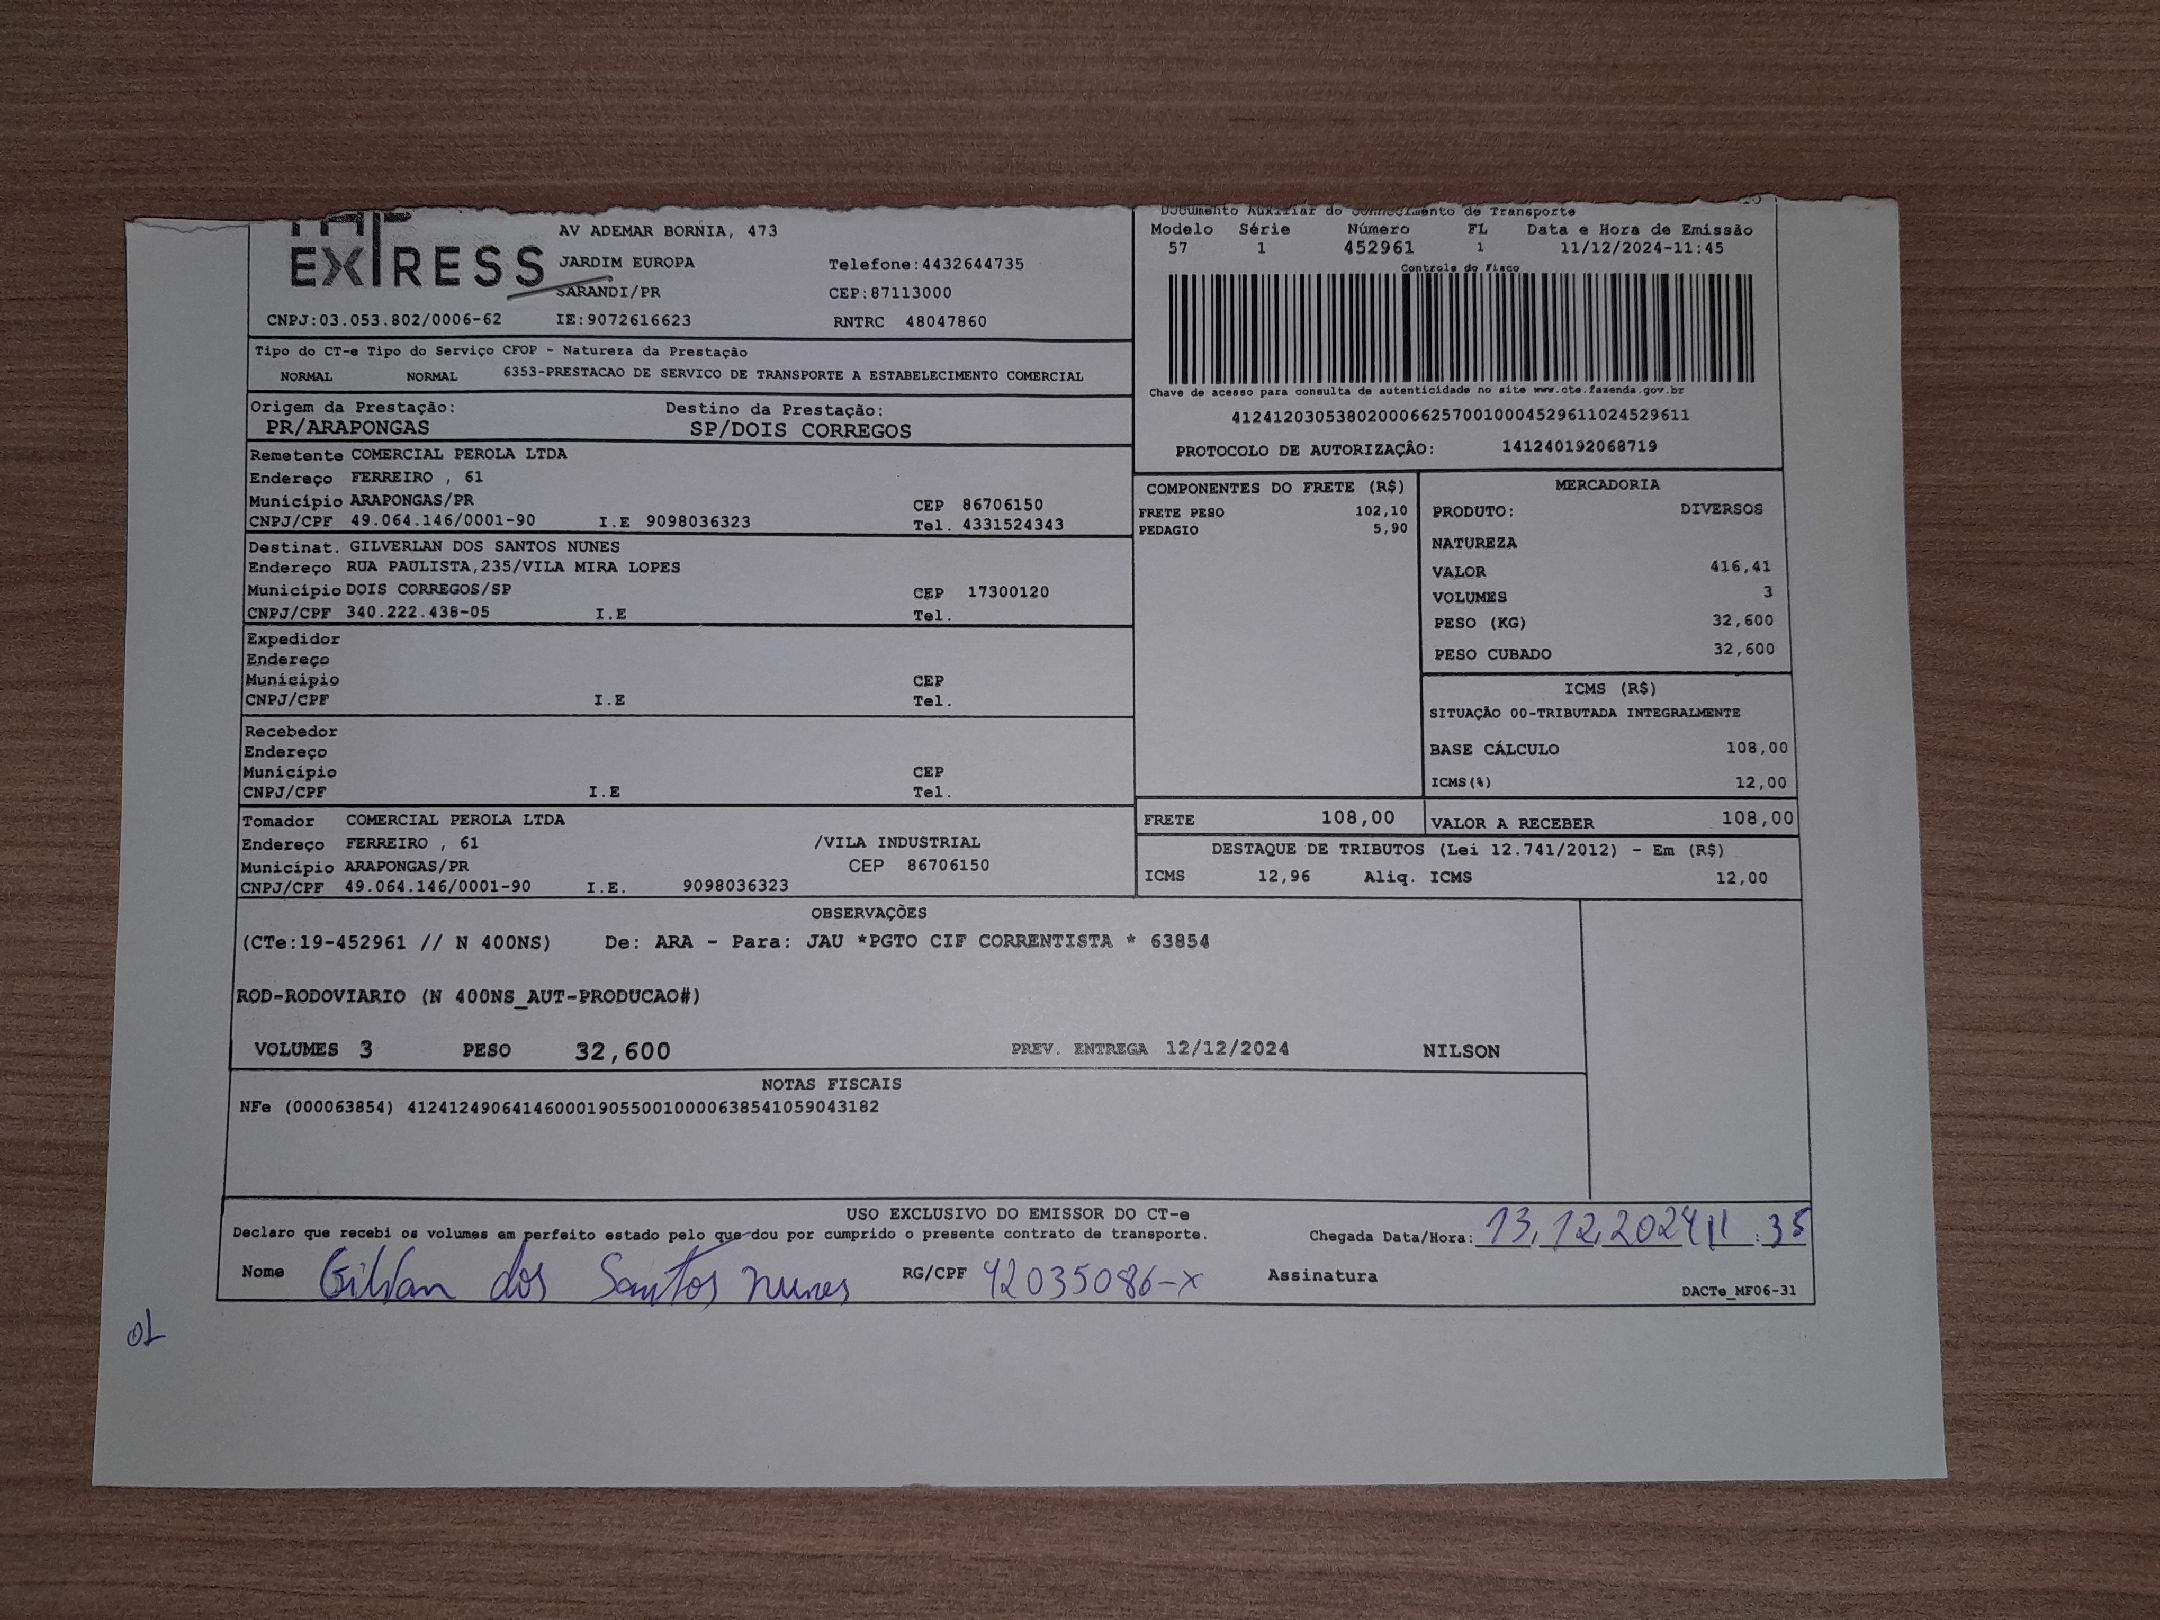 EXPRESS
AV ADEMAR BORNIA, 473
JARDIM EUROPA Telefone:4432644735
SARANDI/PR CEP:87113000
CNPJ:03.053.802/0006-62 IE:9072616623 RNTRC 48047860
Documento Auxiliar do Conhecimento de Transporte
Modelo Série Número FL Data e Hora de Emissão
57 1 452961 1 11/12/2024-11:45
Controle do Fisco
Chave de acesso para consulta de autenticidade no site www.cte.fazenda.gov.br
41241203053802000662570010004529611024529611
PROTOCOLO DE AUTORIZAÇÃO: 141240192068719
Tipo do CT-e Tipo do Serviço CFOP - Natureza da Prestação
NORMAL NORMAL 6353-PRESTACAO DE SERVICO DE TRANSPORTE A ESTABELECIMENTO COMERCIAL
Origem da Prestação: Destino da Prestação:
PR/ARAPONGAS SP/DOIS CORREGOS
Remetente COMERCIAL PEROLA LTDA
Endereço FERREIRO , 61
Município ARAPONGAS/PR CEP 86706150
CNPJ/CPF 49.064.146/0001-90 I.E 9098036323 Tel. 4331524343
Destinat. GILVERLAN DOS SANTOS NUNES
Endereço RUA PAULISTA,235/VILA MIRA LOPES
Município DOIS CORREGOS/SP CEP 17300120
CNPJ/CPF 340.222.438-05 I.E Tel.
Expedidor
Endereço
Município CEP
CNPJ/CPF I.E Tel.
Recebedor
Endereço
Município CEP
CNPJ/CPF I.E Tel.
Tomador COMERCIAL PEROLA LTDA
Endereço FERREIRO , 61 /VILA INDUSTRIAL
Município ARAPONGAS/PR CEP 86706150
CNPJ/CPF 49.064.146/0001-90 I.E. 9098036323
COMPONENTES DO FRETE (R$)
FRETE PESO 102,10
PEDAGIO 5,90
MERCADORIA
PRODUTO: DIVERSOS
NATUREZA
VALOR 416,41
VOLUMES 3
PESO (KG) 32,600
PESO CUBADO 32,600
ICMS (R$)
SITUAÇÃO 00-TRIBUTADA INTEGRALMENTE
BASE CÁLCULO 108,00
ICMS(%) 12,00
FRETE 108,00 VALOR A RECEBER 108,00
DESTAQUE DE TRIBUTOS (Lei 12.741/2012) - Em (R$)
ICMS 12,96 Aliq. ICMS 12,00
OBSERVAÇÕES
(CTe:19-452961 // N 400NS) De: ARA - Para: JAU *PGTO CIF CORRENTISTA * 63854
ROD-RODOVIARIO (N 400NS_AUT-PRODUCAO#)
VOLUMES 3 PESO 32,600 PREV. ENTREGA 12/12/2024 NILSON
NOTAS FISCAIS
NFe (000063854) 41241249064146000190550010000638541059043182
USO EXCLUSIVO DO EMISSOR DO CT-e
Declaro que recebi os volumes em perfeito estado pelo que dou por cumprido o presente contrato de transporte. Chegada Data/Hora: 13.12.2024 11:35
Nome dos Santos nunes RG/CPF 42035086-x Assinatura
DACTe_MF06-31